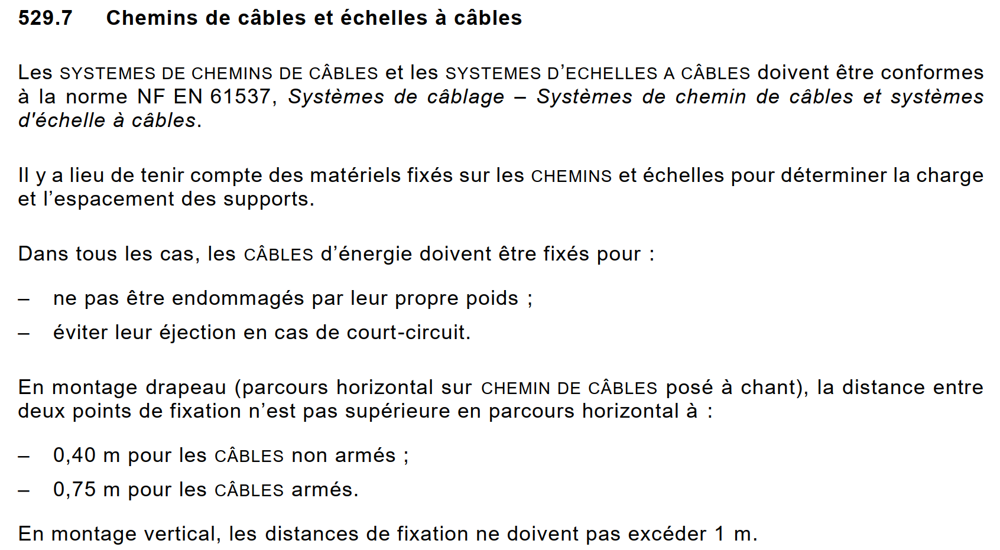 529.7 Chemins de câbles et échelles à câbles
Les SYSTEMES DE CHEMINS DE CÂBLES et les SYSTEMES D’ECHELLES A CÂBLES doivent être conformes
à la norme NF EN 61537, Systèmes de câblage – Systèmes de chemin de câbles et systèmes
d'échelle à câbles.
Il y a lieu de tenir compte des matériels fixés sur les CHEMINS et échelles pour déterminer la charge
et l’espacement des supports.
Dans tous les cas, les CÂBLES d’énergie doivent être fixés pour :
– ne pas être endommagés par leur propre poids ;
– éviter leur éjection en cas de court-circuit.
En montage drapeau (parcours horizontal sur CHEMIN DE CÂBLES posé à chant), la distance entre
deux points de fixation n’est pas supérieure en parcours horizontal à :
– 0,40 m pour les CÂBLES non armés ;
– 0,75 m pour les CÂBLES armés.
En montage vertical, les distances de fixation ne doivent pas excéder 1 m.